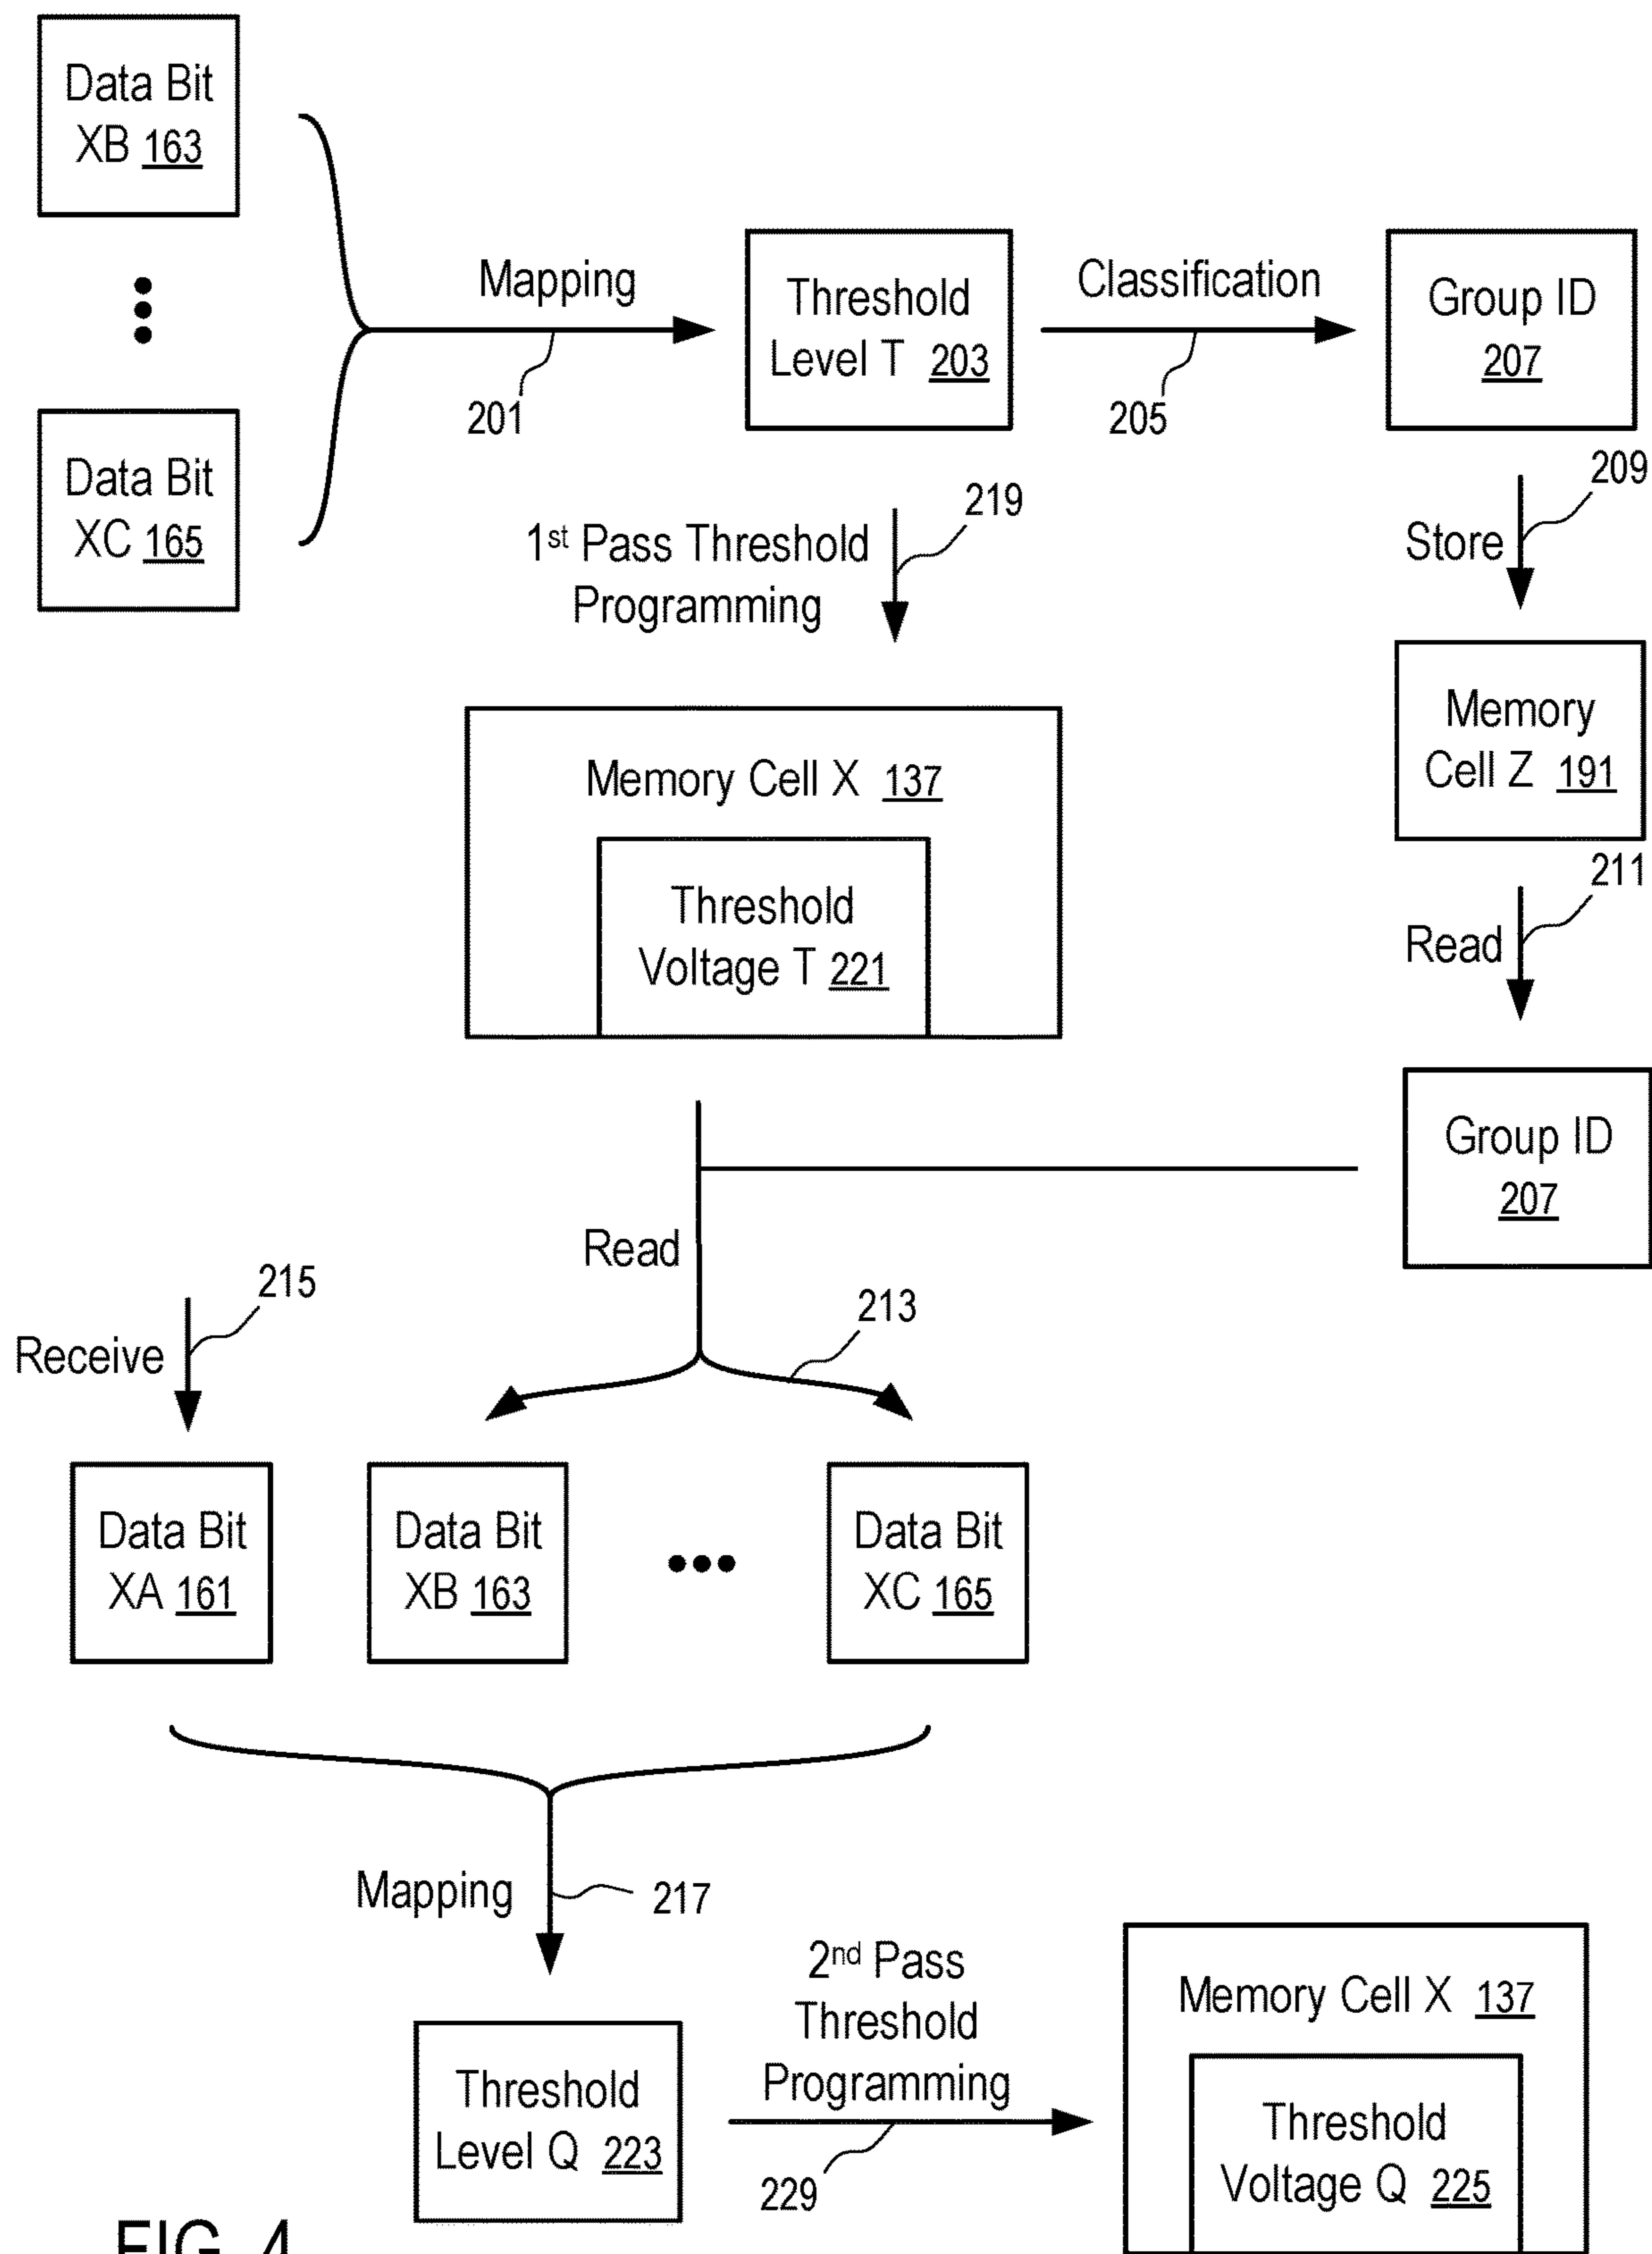 Data Bit
XB 163
Mapping
201
Threshold
Level T 203
Classification
205
Group ID
207
Data Bit
XC 165
219
1st Pass Threshold
Programming
209
Store
Memory
Cell Z 191
Memory Cell X 137
Threshold
Voltage T 221
211
Read
Group ID
207
Read
213
215
Receive
Data Bit
XA 161
Data Bit
XB 163
Data Bit
XC 165
Mapping
217
Threshold
Level Q 223
2nd Pass
Threshold
Programming
229
Memory Cell X 137
Threshold
Voltage Q 225
FIG. 4